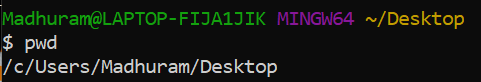 Madhuram@LAPTOP-FIJA1JIK MINGW64 ~/Desktop
$ pwd
/c/Users/Madhuram/Desktop